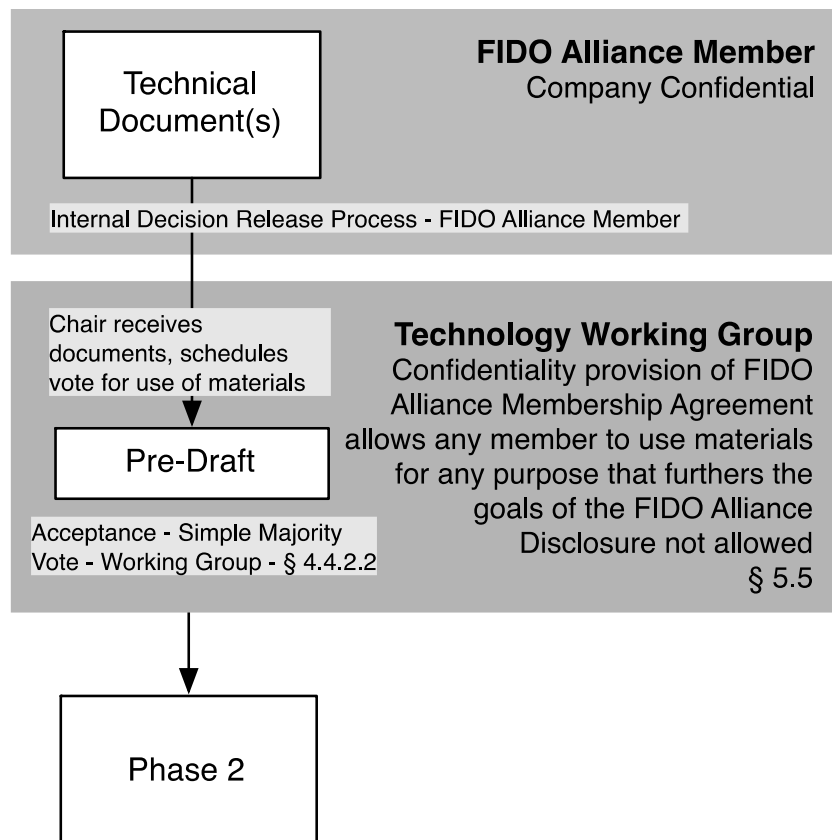 Technical
Document(s)
FIDO Alliance Member
Company Confidential
Internal Decision Release Process - FIDO Alliance Member
Chair receives
documents, schedules
vote for use of materials
Technology Working Group
Confidentiality provision of FIDO
Alliance Membership Agreement
allows any member to use materials
for any purpose that furthers the
goals of the FIDO Alliance
Disclosure not allowed
§ 5.5
Pre-Draft
Acceptance - Simple Majority
Vote - Working Group - § 4.4.2.2
Phase 2